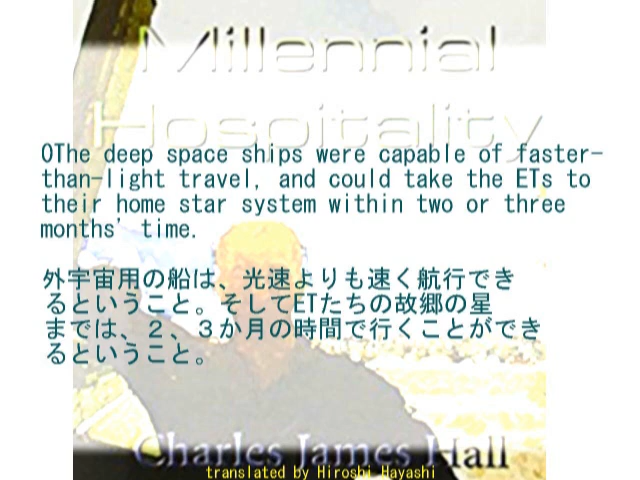 Millennial
Hospitality
OThe deep space ships were capable of faster-
than-light travel, and could take the ETs to
their home star system within two or three
months' time.
外宇宙用の船は、光速よりも速く航行でき
るということ。そしてETたちの故郷の星
までは、２、３か月の時間で行くことができ
るということ。
Charles James Hall
translated by Hiroshi Hayashi